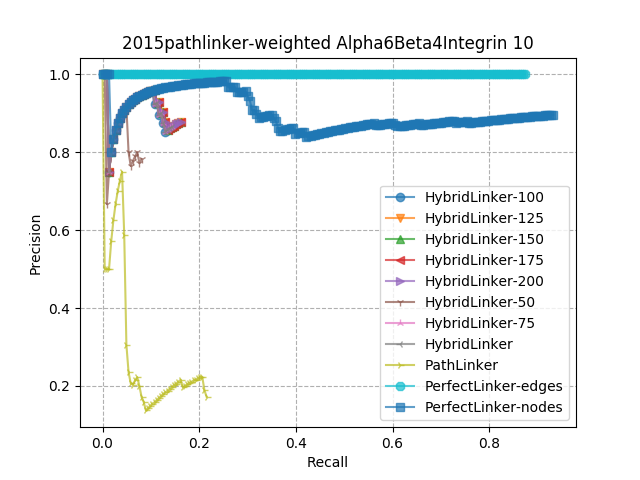 2015pathlinker-weighted Alpha6Beta4Integrin 10
1.0
0.8
0.6
0.4
0.2
Precision
HybridLinker-100
HybridLinker-125
HybridLinker-150
HybridLinker-175
HybridLinker-200
HybridLinker-50
HybridLinker-75
HybridLinker
PathLinker
PerfectLinker-edges
PerfectLinker-nodes
0.0 0.2 0.4 0.6 0.8
Recall